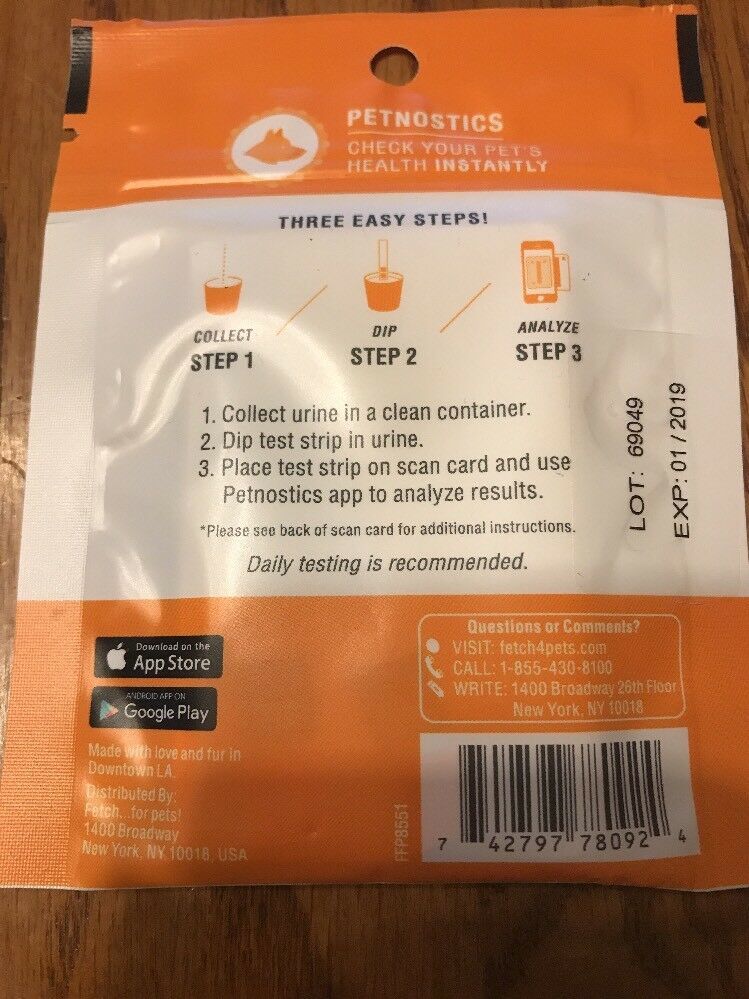 PETNOSTICS
CHECK YOUR PET'S
HEALTH INSTANTLY
THREE EASY STEPS!
COLLECT
STEP 1
DIP
STEP 2
ANALYZE
STEP 3
1. Collect urine in a clean container.
2. Dip test strip in urine.
3. Place test strip on scan card and use
Petnostics app to analyze results.
*Please see back of scan card for additional instructions.
Daily testing is recommended.
LOT: 69049
EXP: 01/2019
Download on the
App Store
ANDROID APP ON
Google Play
Made with love and fur in
Downtown LA.
Distributed By:
Fetch...for pets!
1400 Broadway
New York, NY 10018, USA
Questions or Comments?
VISIT: fetch4pets.com
CALL: 1-855-430-8100
WRITE: 1400 Broadway 26th Floor
New York, NY 10018
FFP8551
7 42797 78092 4